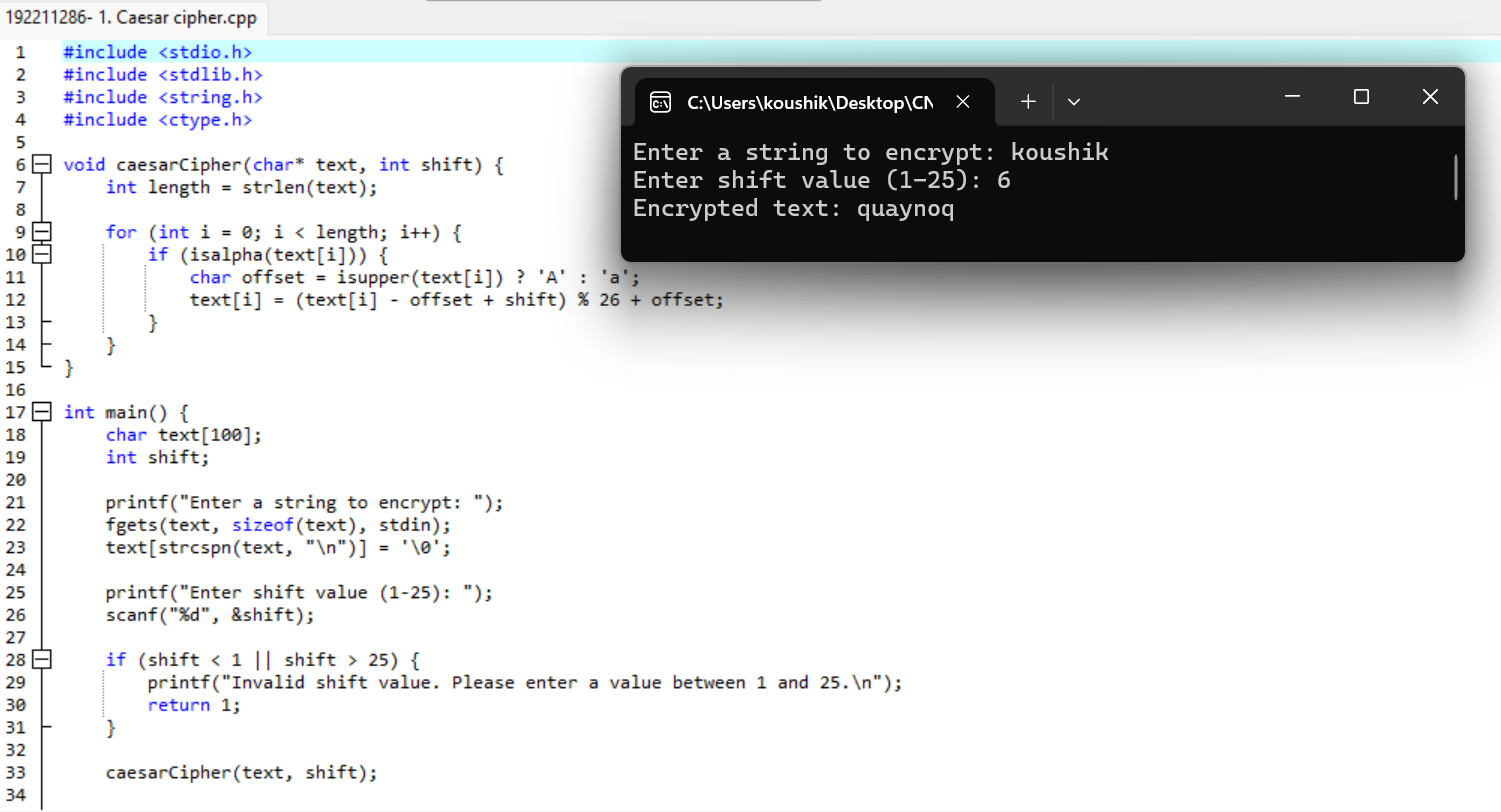 192211286- 1. Caesar cipher.cpp
1 #include <stdio.h>
2 #include <stdlib.h>
3 #include <string.h>
4 #include <ctype.h>
5
6 void caesarCipher(char* text, int shift) {
7     int length = strlen(text);
8
9     for (int i = 0; i < length; i++) {
10         if (isalpha(text[i])) {
11             char offset = isupper(text[i]) ? 'A' : 'a';
12             text[i] = (text[i] - offset + shift) % 26 + offset;
13         }
14     }
15 }
16
17 int main() {
18     char text[100];
19     int shift;
20
21     printf("Enter a string to encrypt: ");
22     fgets(text, sizeof(text), stdin);
23     text[strcspn(text, "\n")] = '\0';
24
25     printf("Enter shift value (1-25): ");
26     scanf("%d", &shift);
27
28     if (shift < 1 || shift > 25) {
29         printf("Invalid shift value. Please enter a value between 1 and 25.\n");
30         return 1;
31     }
32
33     caesarCipher(text, shift);
34
C:\Users\koushik\Desktop\CN
Enter a string to encrypt: koushik
Enter shift value (1-25): 6
Encrypted text: quaynoq